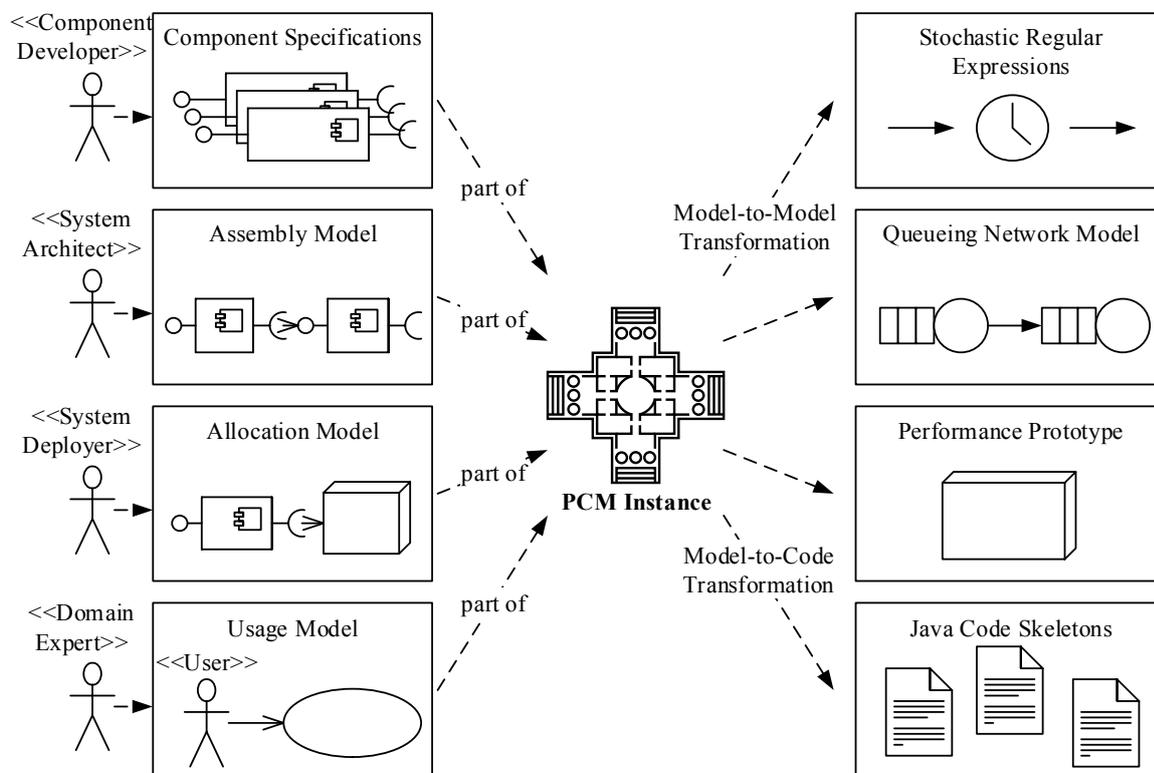 <<Component
Developer>>
Component Specifications
part of
<<System
Architect>>
Assembly Model
part of
<<System
Deployer>>
Allocation Model
part of
<<Domain
Expert>>
Usage Model
<<User>>
part of
PCM Instance
Model-to-Model
Transformation
Model-to-Code
Transformation
Stochastic Regular
Expressions
Queueing Network Model
Performance Prototype
Java Code Skeletons